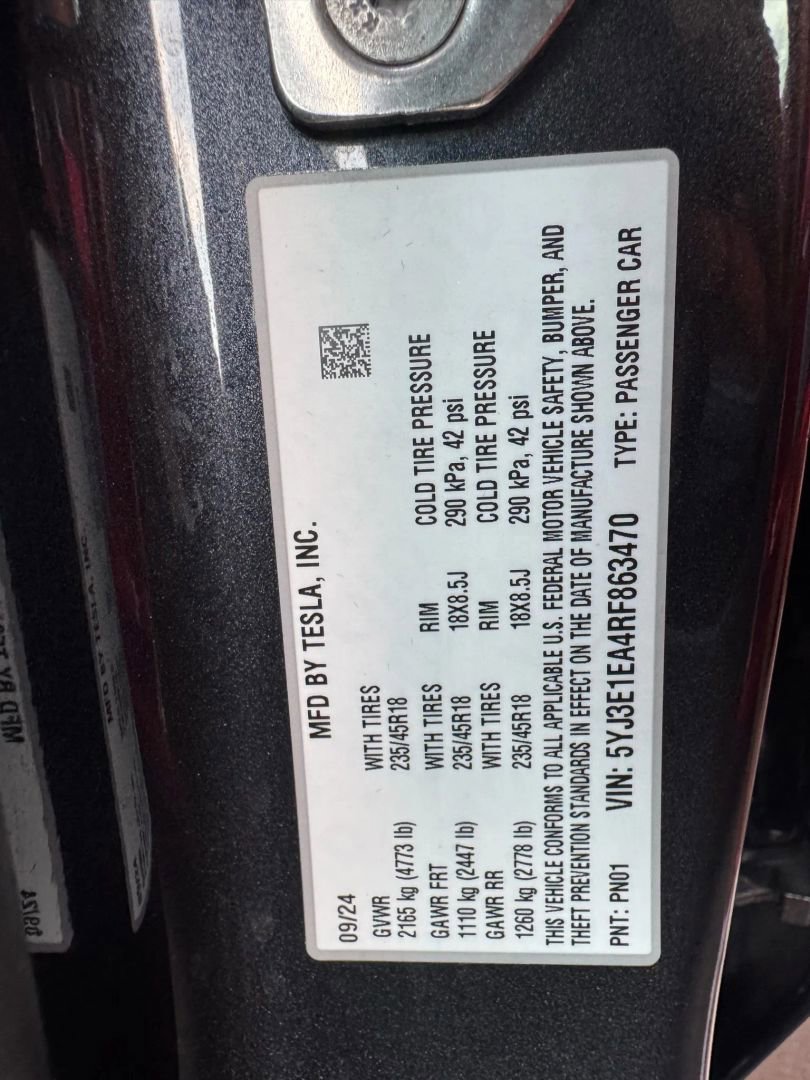 MFD BY TESLA, INC.
09/24
GVWR WITH TIRES
2165 kg (4773 lb) 235/45R18
GAWR FRT WITH TIRES RIM COLD TIRE PRESSURE
1110 kg (2447 lb) 235/45R18 18X8.5J 290 kPa, 42 psi
GAWR RR WITH TIRES RIM COLD TIRE PRESSURE
1260 kg (2778 lb) 235/45R18 18X8.5J 290 kPa, 42 psi
THIS VEHICLE CONFORMS TO ALL APPLICABLE U.S. FEDERAL MOTOR VEHICLE SAFETY, BUMPER, AND
THEFT PREVENTION STANDARDS IN EFFECT ON THE DATE OF MANUFACTURE SHOWN ABOVE.
PNT: PN01 VIN: 5YJ3E1EA4RF863470 TYPE: PASSENGER CAR
MFD BY TESLA, INC.